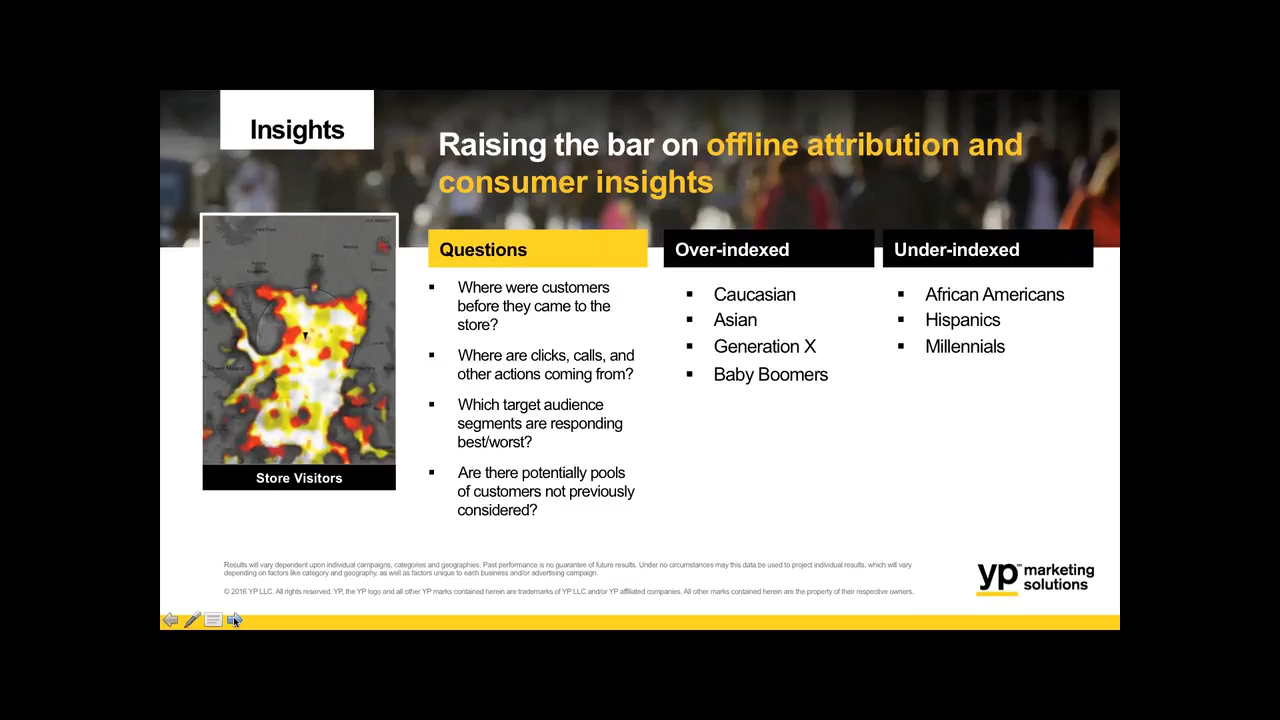 Insights
Raising the bar on offline attribution and
consumer insights
Questions
Where were customers
before they came to the
store?
Where are clicks, calls, and
other actions coming from?
Which target audience
segments are responding
best/worst?
Are there potentially pools
of customers not previously
considered?
Over-indexed
Caucasian
Asian
Generation X
Baby Boomers
Under-indexed
African Americans
Hispanics
Millennials
Store Visitors
Results will vary dependent upon individual campaigns, categories and geographies. Past performance is no guarantee of future results. Under no circumstances may this data be used to project individual results, which will vary
depending on factors like category and geography, as well as factors unique to each business and/or advertising campaign.
© 2016 YP LLC. All rights reserved. YP, the YP logo and all other YP marks contained herein are trademarks of YP LLC and/or YP affiliated companies. All other marks contained herein are the property of their respective owners.
yp marketing
solutions